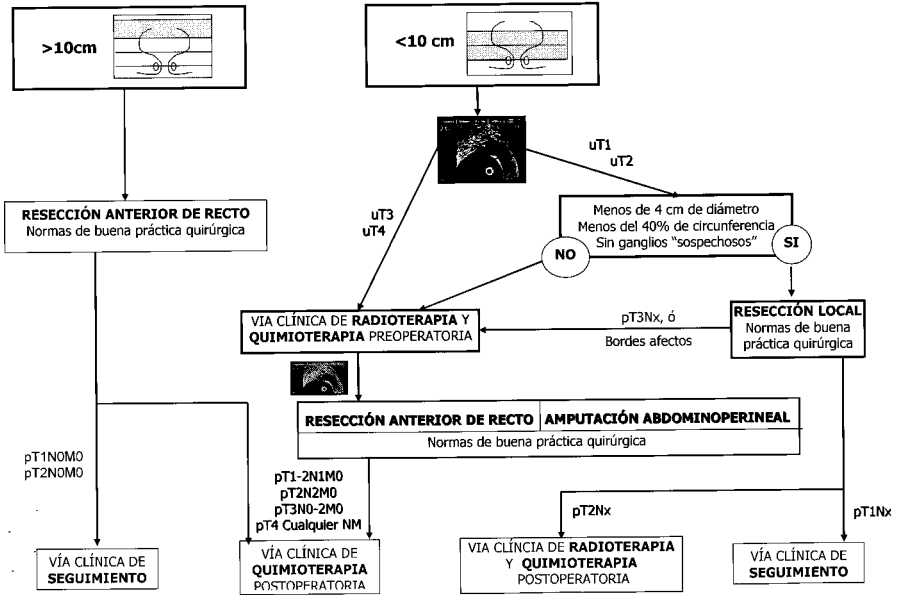 >10cm
<10 cm
uT1
uT2
uT3
uT4
RESECCIÓN ANTERIOR DE RECTO
Normas de buena práctica quirúrgica
Menos de 4 cm de diámetro
Menos del 40% de circunferencia
Sin ganglios “sospechosos”
NO
SI
VIA CLÍNICA DE RADIOTERAPIA Y
QUIMIOTERAPIA PREOPERATORIA
pT3Nx, ó
Bordes afectos
RESECCIÓN LOCAL
Normas de buena
práctica quirúrgica
RESECCIÓN ANTERIOR DE RECTO AMPUTACIÓN ABDOMINOPERINEAL
Normas de buena práctica quirúrgica
pT1N0M0
pT2N0M0
pT1-2N1M0
pT2N2M0
pT3N0-2M0
pT4 Cualquier NM
pT2Nx
pT1Nx
VÍA CLÍNICA DE
SEGUIMIENTO
VÍA CLÍNICA DE
QUIMIOTERAPIA
POSTOPERATORIA
VIA CLÍNCIA DE RADIOTERAPIA
Y QUIMIOTERAPIA
POSTOPERATORIA
VÍA CLÍNICA DE
SEGUIMIENTO